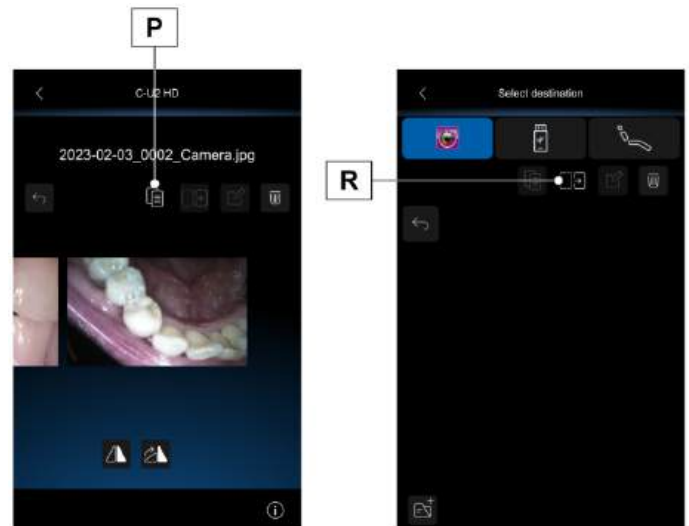 P
C-U2 HD
2023-02-03_0002_Camera.jpg
Select destination
R